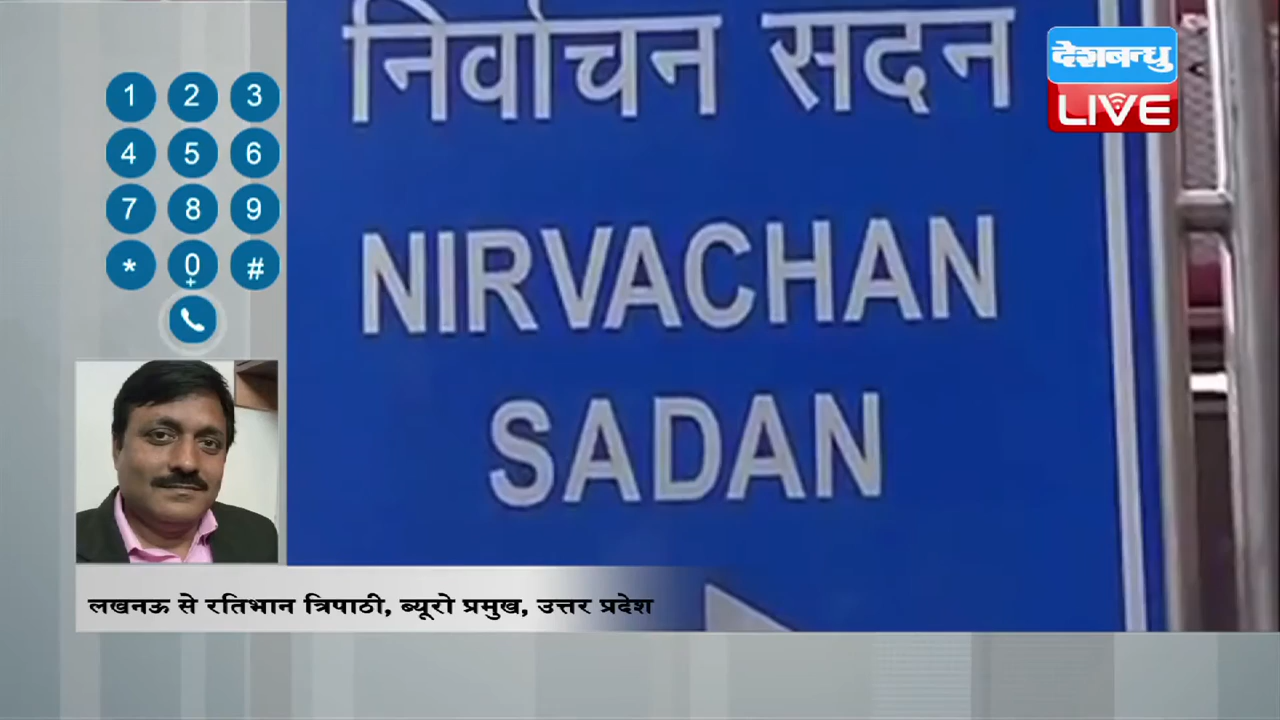 निर्वाचन सदन
NIRVACHAN
SADAN
देशबन्धु
LIVE
1 2 3
4 5 6
7 8 9
* 0 #
+
लखनऊ से रतिभान त्रिपाठी, ब्यूरो प्रमुख, उत्तर प्रदेश